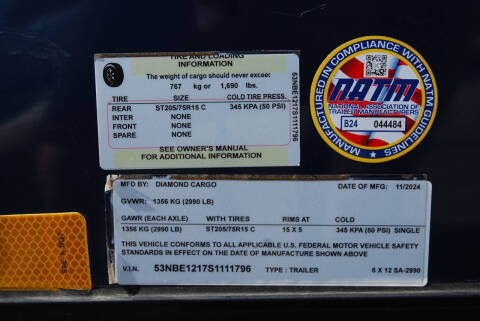 TIRE AND LOADING
INFORMATION
The weight of cargo should never exceed
767 kg or 1,690 lbs.
TIRE SIZE COLD TIRE PRESS.
REAR ST205/75R15 C 345 KPA (50 PSI)
INTER NONE
FRONT NONE
SPARE NONE
SEE OWNER'S MANUAL
FOR ADDITIONAL INFORMATION
53NBE1217S1111796
MANUFACTURED IN COMPLIANCE WITH NATM GUIDELINES
NATM
NATIONAL ASSOCIATION OF
TRAILER MANUFACTURERS
B24 044484
MFD BY: DIAMOND CARGO DATE OF MFG: 11/2024
GVWR: 1356 KG (2990 LB)
GAWR (EACH AXLE) WITH TIRES RIMS AT COLD
1356 KG (2990 LB) ST205/75R15 C 15 X 5 345 KPA (50 PSI) SINGLE
THIS VEHICLE CONFORMS TO ALL APPLICABLE U.S. FEDERAL MOTOR VEHICLE SAFETY
STANDARDS IN EFFECT ON THE DATE OF MANUFACTURE SHOWN ABOVE
V.I.N. 53NBE1217S1111796 TYPE : TRAILER 6 X 12 SA-2990